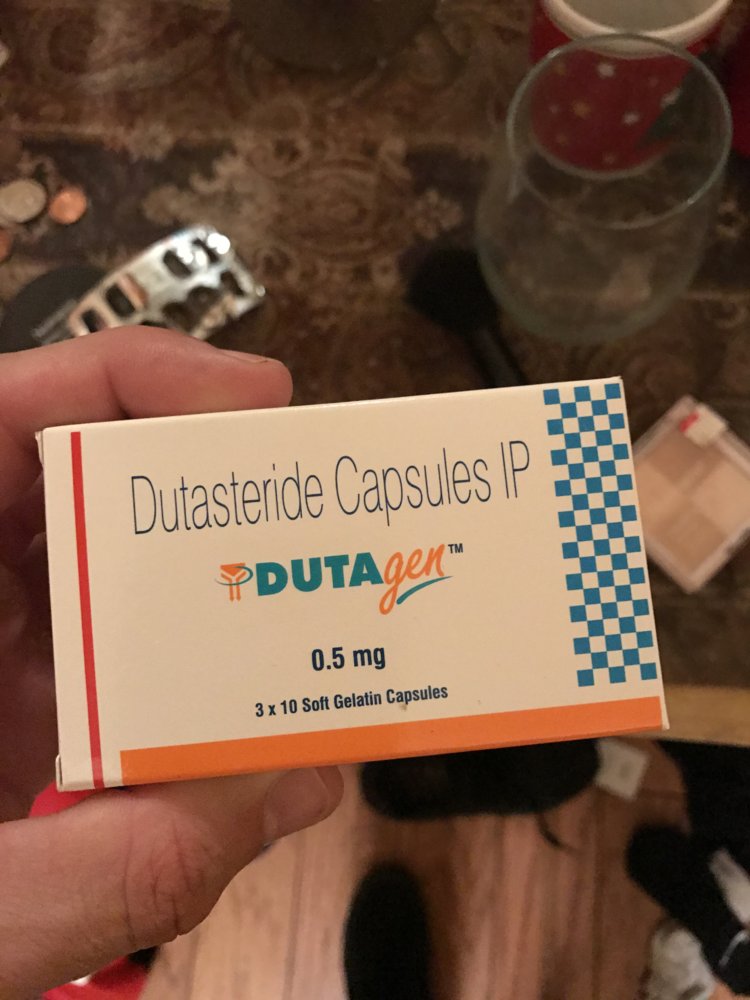 Dutasteride Capsules IP
DUTAgen™
0.5 mg
3 x 10 Soft Gelatin Capsules